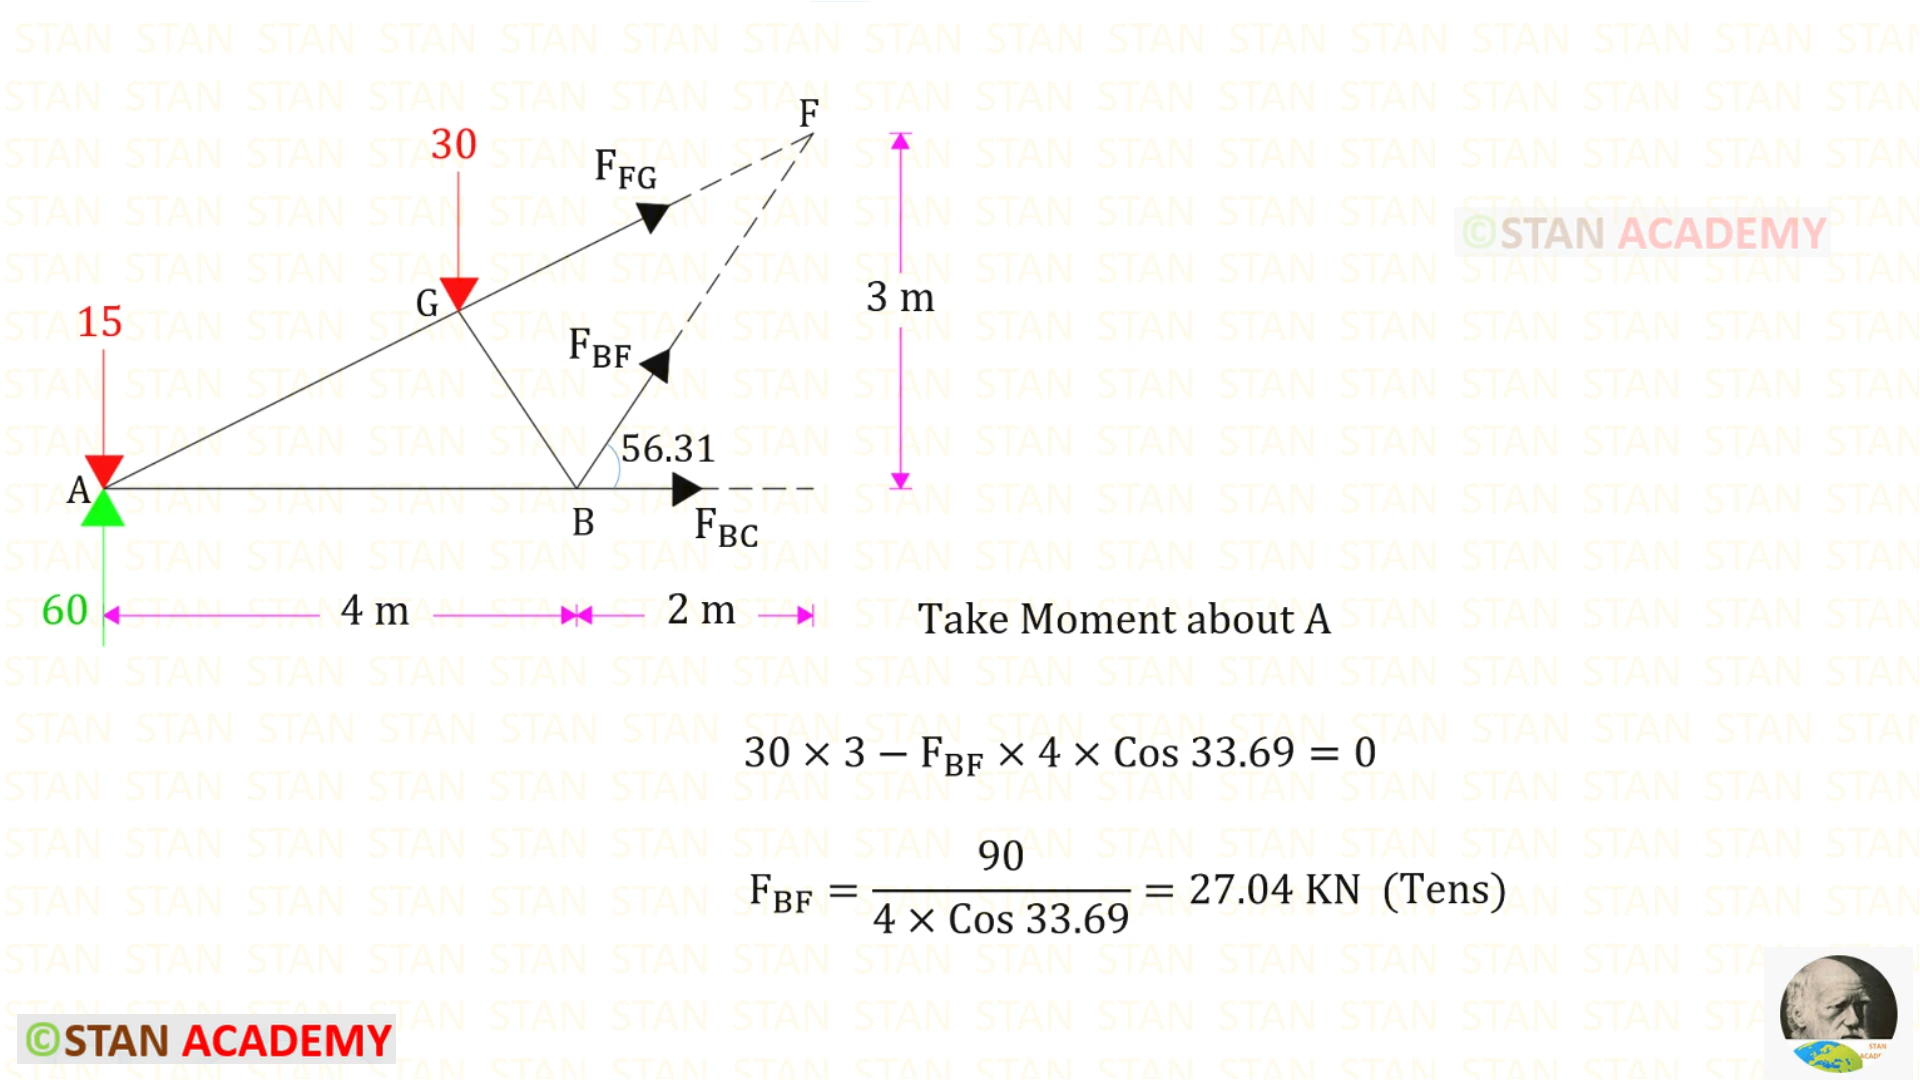 F
30
F_FG
©STAN ACADEMY
3 m
G
15
F_BF
56.31
A
B
F_BC
60
4 m
2 m
Take Moment about A
30 × 3 − F_BF × 4 × Cos 33.69 = 0
F_BF = 90 / (4 × Cos 33.69) = 27.04 KN (Tens)
©STAN ACADEMY
STAN